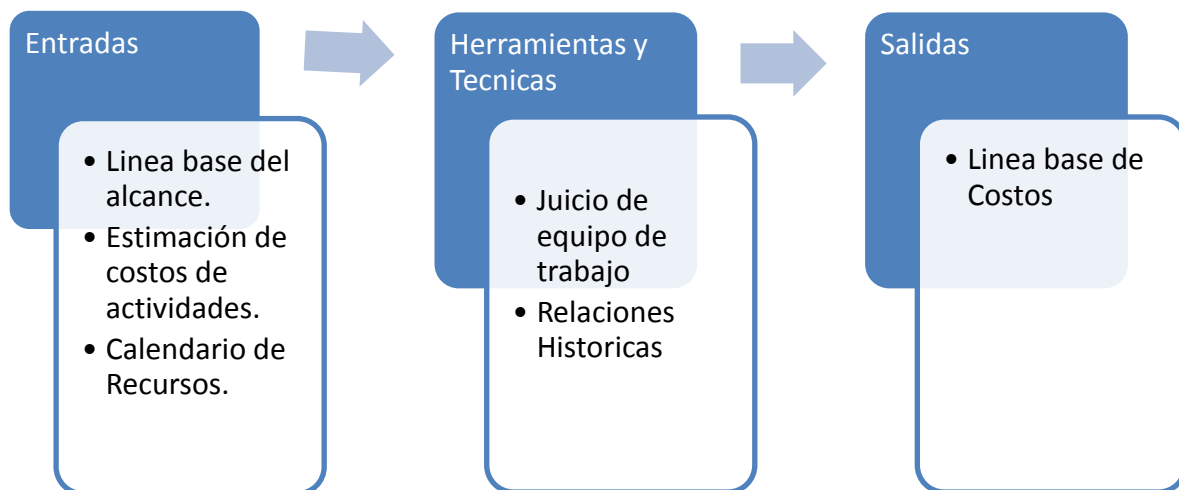 Entradas
• Linea base del
alcance.
• Estimación de
costos de
actividades.
• Calendario de
Recursos.
Herramientas y
Tecnicas
• Juicio de
equipo de
trabajo
• Relaciones
Historicas
Salidas
• Linea base de
Costos